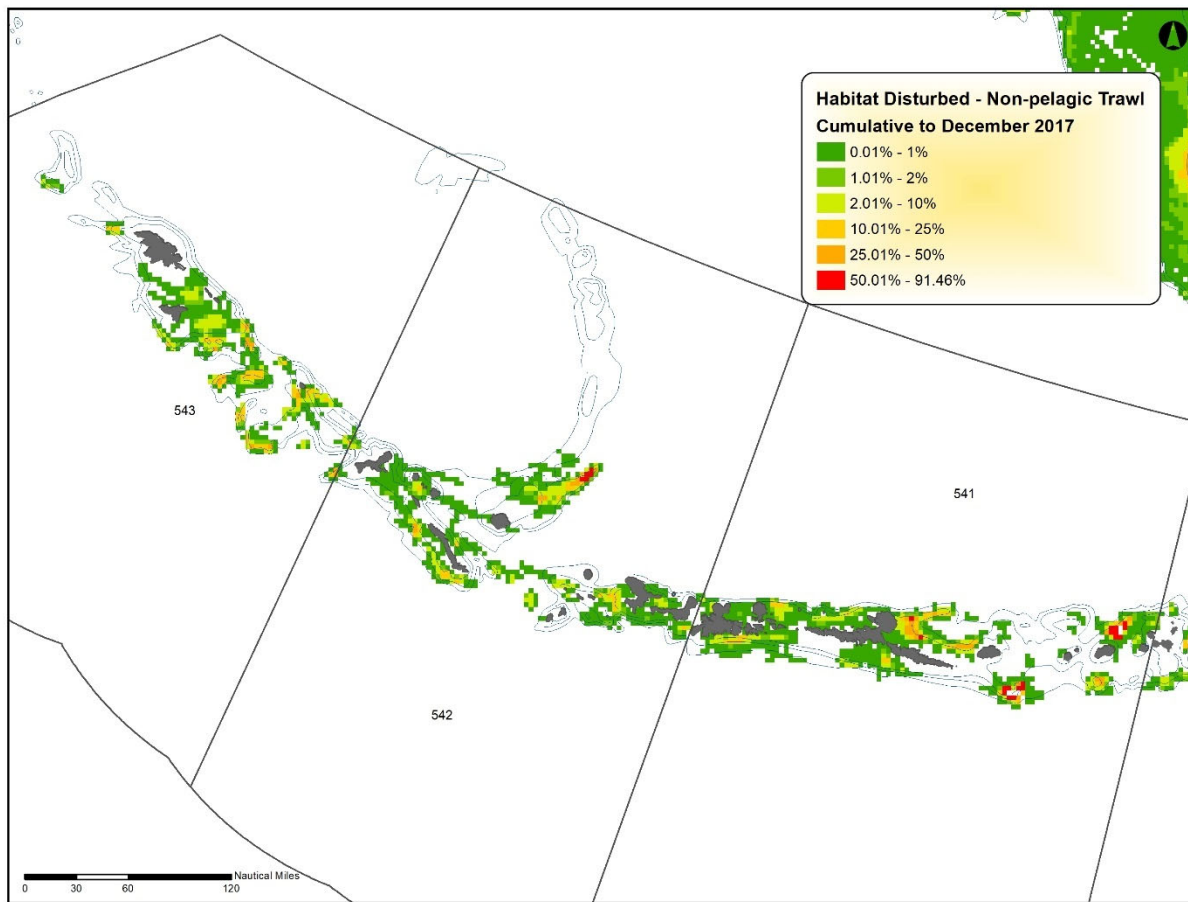 Habitat Disturbed - Non-pelagic Trawl
Cumulative to December 2017
0.01% - 1%
1.01% - 2%
2.01% - 10%
10.01% - 25%
25.01% - 50%
50.01% - 91.46%
543
541
542
Nautical Miles
0 30 60 120